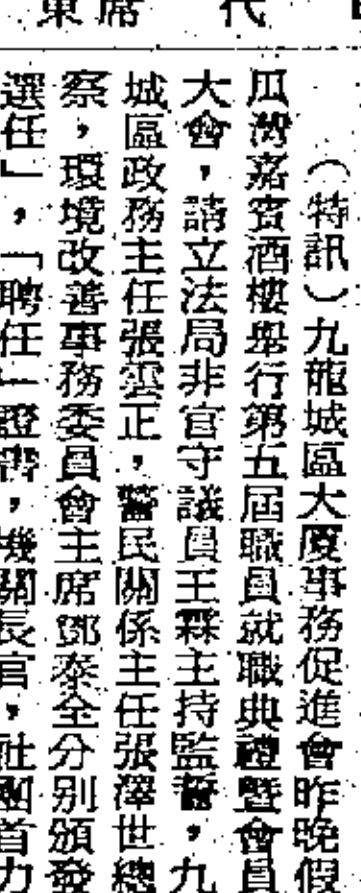 東席　代
（特訊）九龍城區大厦事務促進會昨晚假
瓜灣嘉賓酒樓舉行第五屆職員就職典禮暨會員
大會，請立法局非官守議員王霖主持監誓，九
城區政務主任張雲正，警民關係主任張澤世總
察，環境改善事務委員會主席鄧泰全分別頒發
選任」，「聘任」證書，機關長官，社團首力